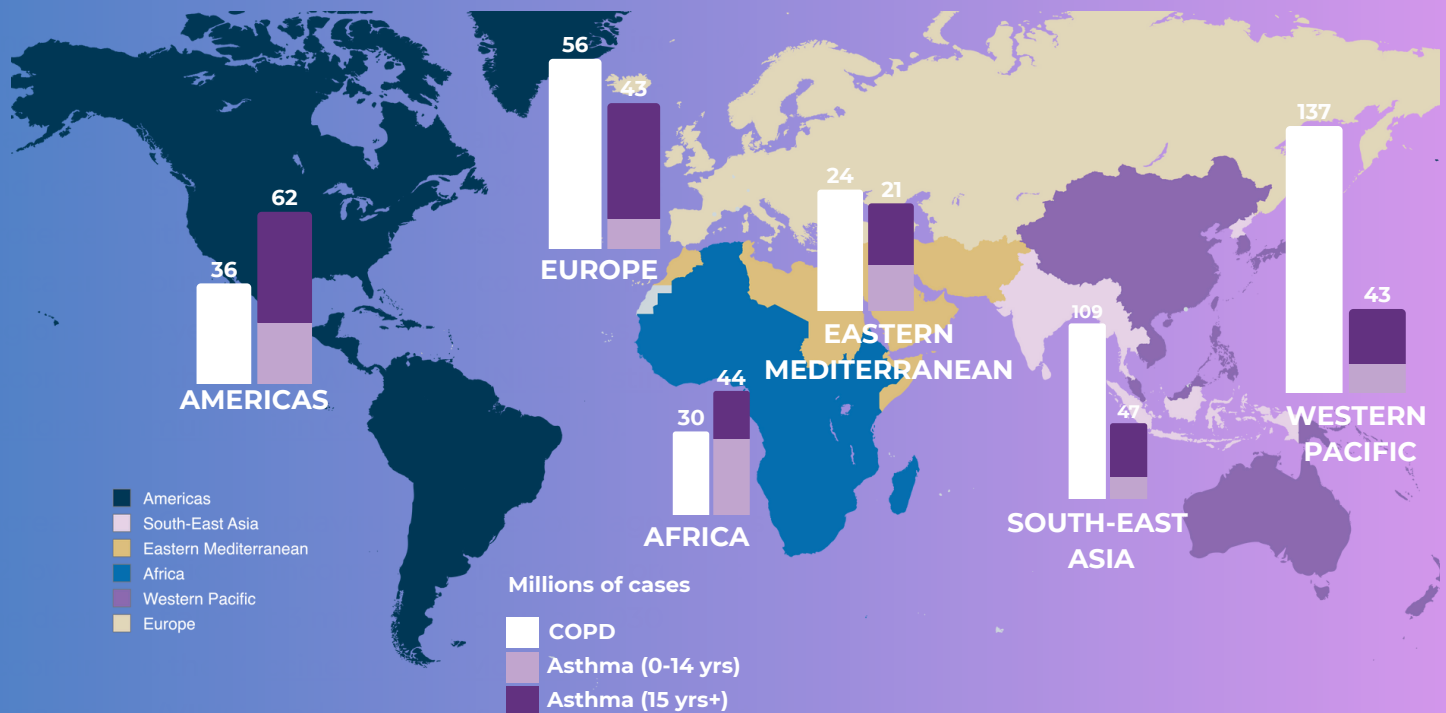 56
43
EUROPE
137
43
WESTERN
PACIFIC
62
36
AMERICAS
24
21
EASTERN
MEDITERRANEAN
109
47
SOUTH-EAST
ASIA
44
30
AFRICA
Americas
South-East Asia
Eastern Mediterranean
Africa
Western Pacific
Europe
Millions of cases
COPD
Asthma (0-14 yrs)
Asthma (15 yrs+)